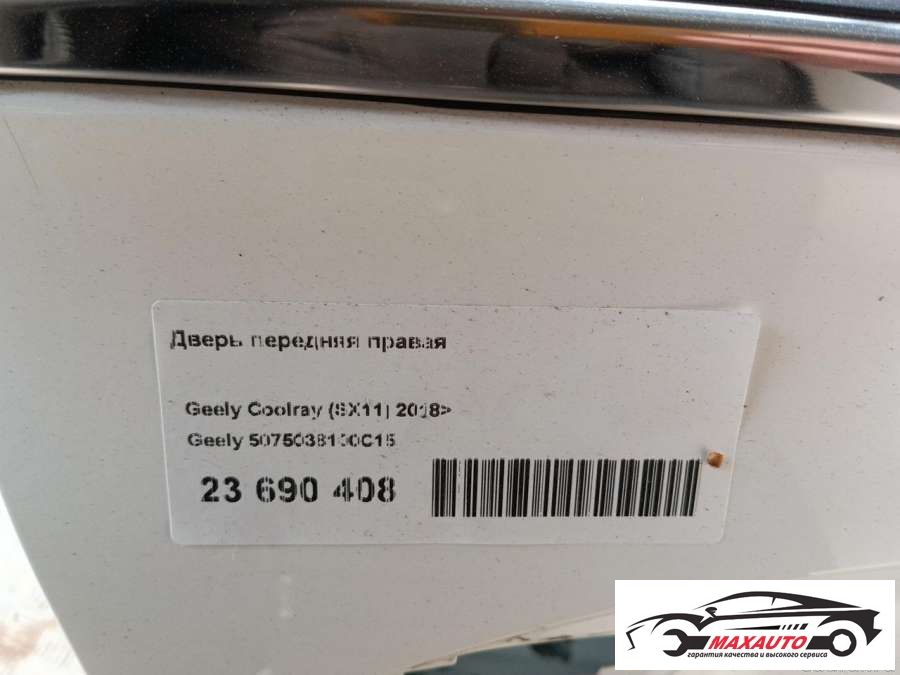 Дверь передняя правая
Geely Coolray (SX11) 2018>
Geely 5075038100C15
23 690 408
MAXAUTO
гарантия качества и высокого сервиса